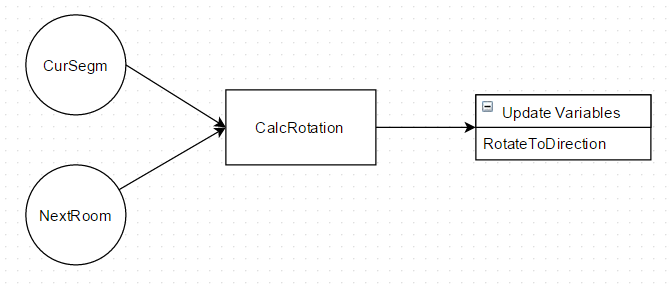 CurSegm
NextRoom
CalcRotation
Update Variables
RotateToDirection